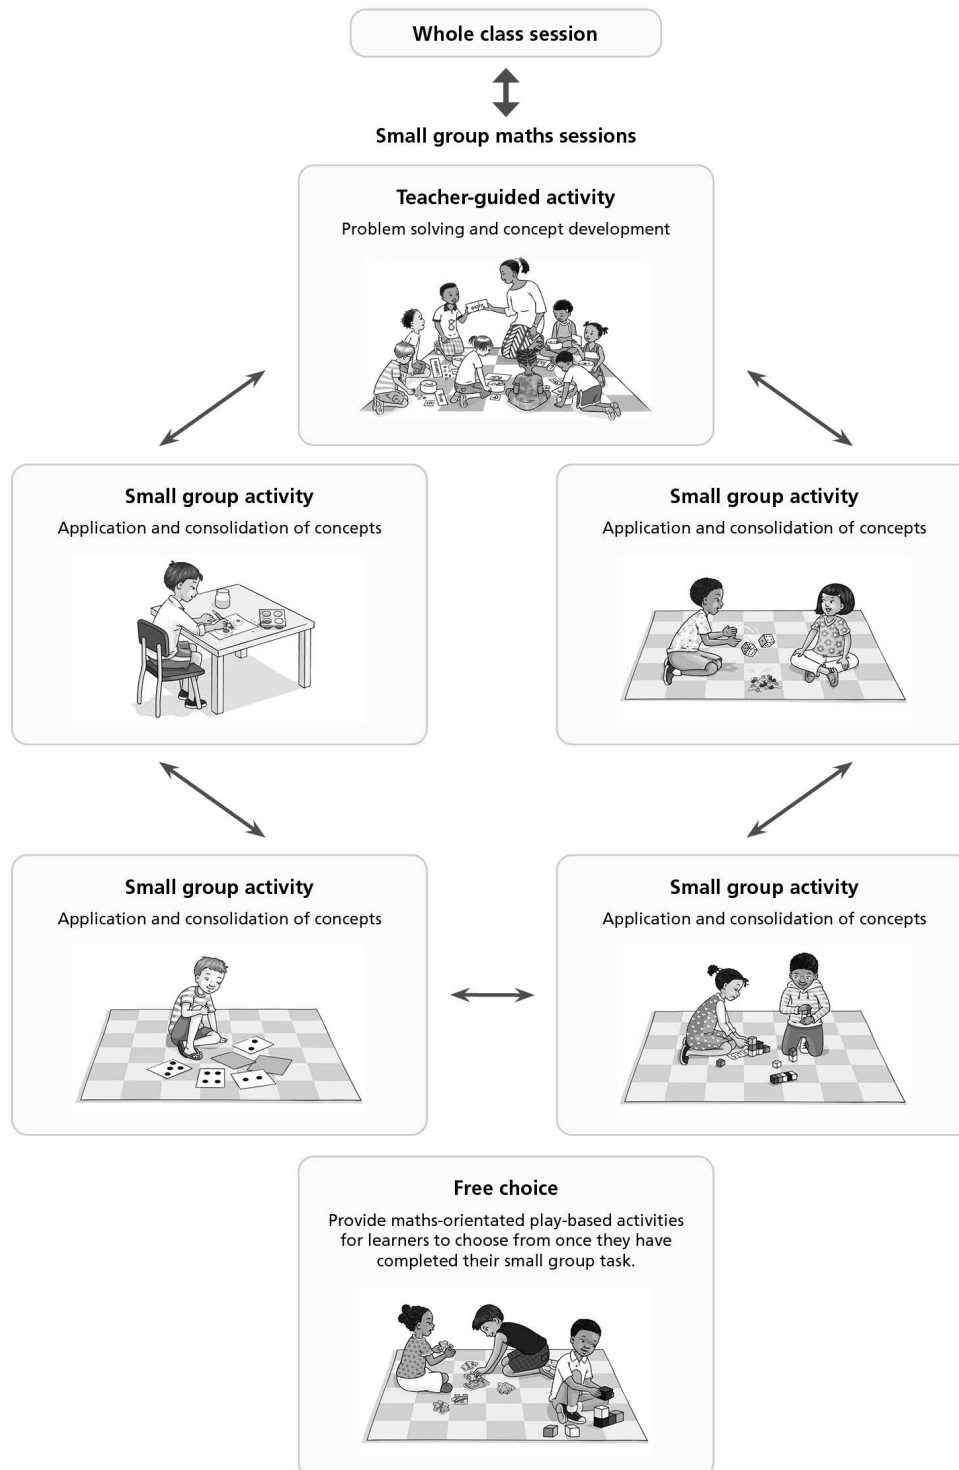 Whole class session
Small group maths sessions
Teacher-guided activity
Problem solving and concept development
Small group activity
Application and consolidation of concepts
Small group activity
Application and consolidation of concepts
Small group activity
Application and consolidation of concepts
Small group activity
Application and consolidation of concepts
Free choice
Provide maths-orientated play-based activities
for learners to choose from once they have
completed their small group task.